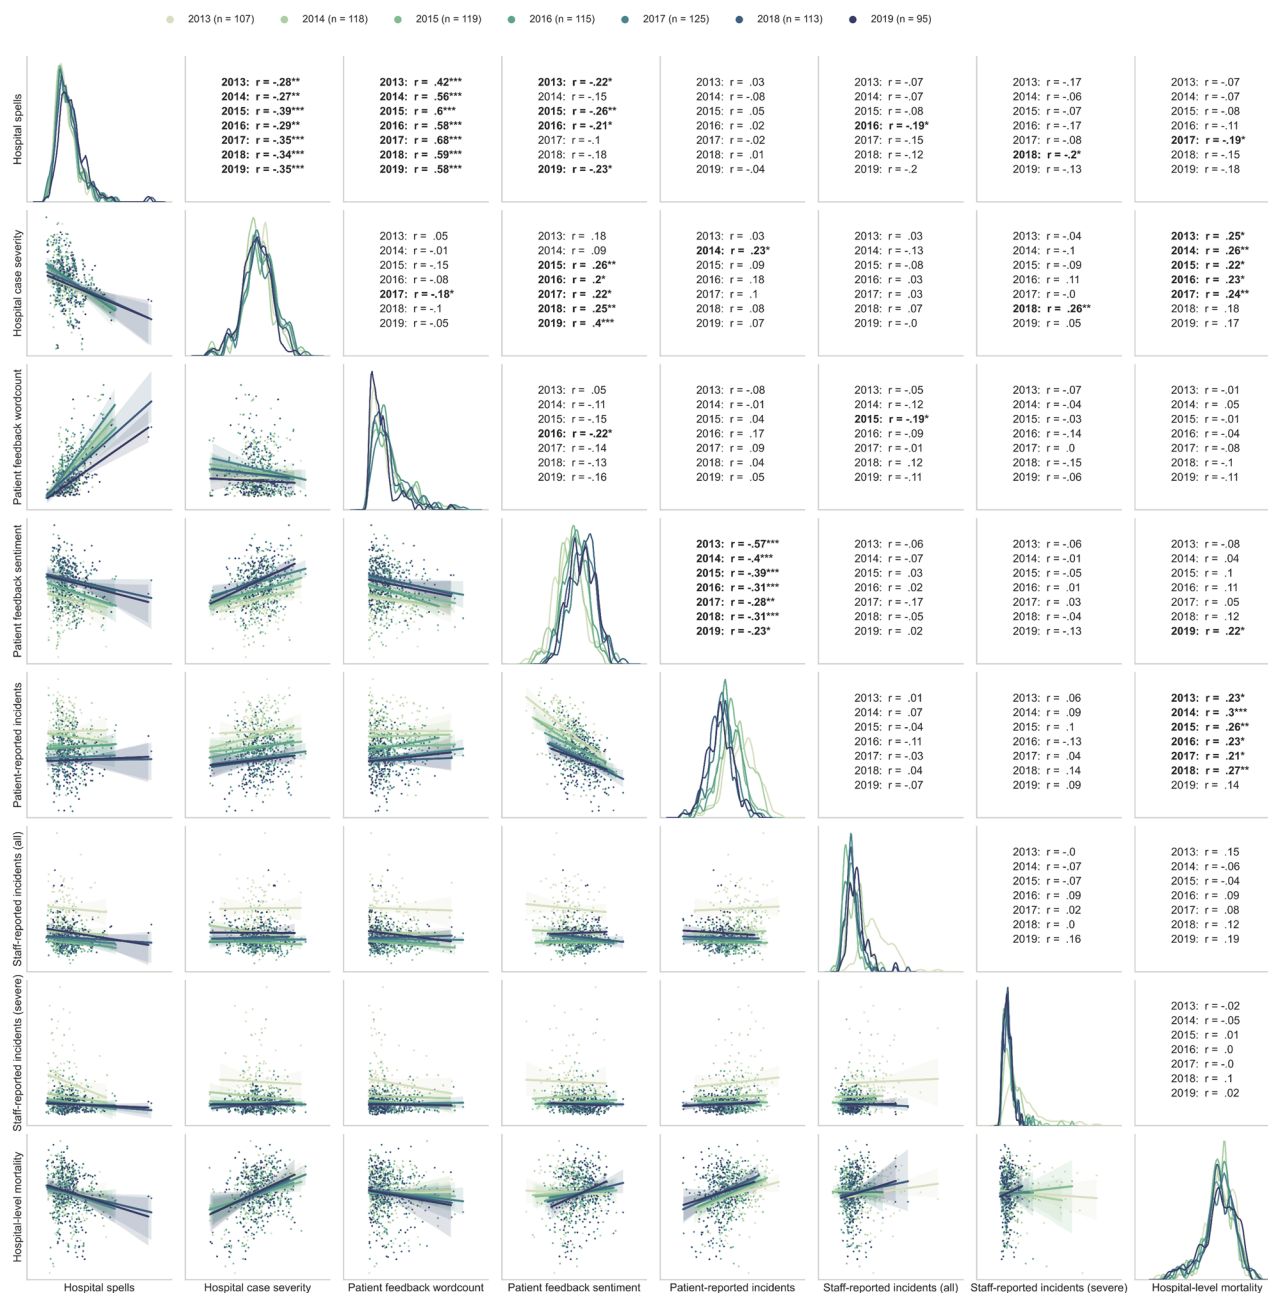 2013 (n = 107) 2014 (n = 118) 2015 (n = 119) 2016 (n = 115) 2017 (n = 125) 2018 (n = 113) 2019 (n = 95)
Hospital spells
2013: r = -.28**
2014: r = -.27**
2015: r = -.39***
2016: r = -.29**
2017: r = -.35***
2018: r = -.34***
2019: r = -.35***
2013: r = .42***
2014: r = .56***
2015: r = .6***
2016: r = .58***
2017: r = .68***
2018: r = .59***
2019: r = .58***
2013: r = -.22*
2014: r = -.15
2015: r = -.26**
2016: r = -.21*
2017: r = -.1
2018: r = -.18
2019: r = -.23*
2013: r = .03
2014: r = -.08
2015: r = .05
2016: r = .02
2017: r = -.02
2018: r = .01
2019: r = -.04
2013: r = -.07
2014: r = -.07
2015: r = -.08
2016: r = -.19*
2017: r = -.15
2018: r = -.12
2019: r = -.2
2013: r = -.17
2014: r = -.06
2015: r = -.07
2016: r = -.17
2017: r = -.08
2018: r = -.2*
2019: r = -.13
2013: r = -.07
2014: r = -.07
2015: r = -.08
2016: r = -.11
2017: r = -.19*
2018: r = -.15
2019: r = -.18
Hospital case severity
2013: r = .05
2014: r = -.01
2015: r = -.15
2016: r = -.08
2017: r = -.18*
2018: r = -.1
2019: r = -.05
2013: r = .18
2014: r = .09
2015: r = .26**
2016: r = .2*
2017: r = .22*
2018: r = .25**
2019: r = .4***
2013: r = .03
2014: r = .23*
2015: r = .09
2016: r = .18
2017: r = .1
2018: r = .08
2019: r = .07
2013: r = .03
2014: r = -.13
2015: r = -.08
2016: r = .03
2017: r = .03
2018: r = .07
2019: r = -.0
2013: r = -.04
2014: r = -.1
2015: r = -.09
2016: r = .11
2017: r = -.0
2018: r = .26**
2019: r = .05
2013: r = .25*
2014: r = .26**
2015: r = .22*
2016: r = .23*
2017: r = .24**
2018: r = .18
2019: r = .17
Patient feedback wordcount
2013: r = .05
2014: r = -.11
2015: r = -.15
2016: r = -.22*
2017: r = -.14
2018: r = -.13
2019: r = -.16
2013: r = -.08
2014: r = -.01
2015: r = .04
2016: r = .17
2017: r = .09
2018: r = .04
2019: r = .05
2013: r = -.05
2014: r = -.12
2015: r = -.19*
2016: r = -.09
2017: r = -.01
2018: r = .12
2019: r = -.11
2013: r = -.07
2014: r = -.04
2015: r = -.03
2016: r = -.14
2017: r = .0
2018: r = -.15
2019: r = -.06
2013: r = -.01
2014: r = .05
2015: r = -.01
2016: r = -.04
2017: r = -.08
2018: r = -.1
2019: r = -.11
Patient feedback sentiment
2013: r = -.57***
2014: r = -.4***
2015: r = -.39***
2016: r = -.31***
2017: r = -.28**
2018: r = -.31***
2019: r = -.23*
2013: r = -.06
2014: r = -.07
2015: r = .03
2016: r = .02
2017: r = -.17
2018: r = -.05
2019: r = .02
2013: r = -.06
2014: r = -.01
2015: r = .05
2016: r = .01
2017: r = .03
2018: r = -.04
2019: r = -.13
2013: r = -.08
2014: r = .04
2015: r = .1
2016: r = .11
2017: r = .05
2018: r = .12
2019: r = .22*
Patient-reported incidents
2013: r = .01
2014: r = .07
2015: r = -.04
2016: r = -.11
2017: r = -.03
2018: r = .04
2019: r = -.07
2013: r = .06
2014: r = .09
2015: r = .1
2016: r = -.13
2017: r = .04
2018: r = .14
2019: r = .09
2013: r = .23*
2014: r = .3***
2015: r = .26**
2016: r = .23*
2017: r = .21*
2018: r = .27**
2019: r = .14
Staff-reported incidents (all)
2013: r = -.0
2014: r = -.07
2015: r = -.07
2016: r = .09
2017: r = .02
2018: r = .0
2019: r = .16
2013: r = .15
2014: r = -.06
2015: r = -.04
2016: r = .09
2017: r = .08
2018: r = .12
2019: r = .19
Staff-reported incidents (severe)
2013: r = -.02
2014: r = -.05
2015: r = .01
2016: r = .0
2017: r = -.0
2018: r = .1
2019: r = .02
Hospital-level mortality
Hospital spells
Hospital case severity
Patient feedback wordcount
Patient feedback sentiment
Patient-reported incidents
Staff-reported incidents (all)
Staff-reported incidents (severe)
Hospital-level mortality